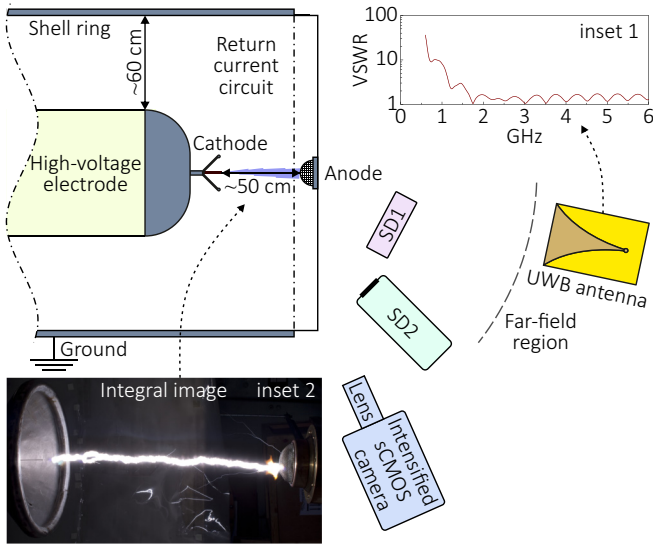 Shell ring
~60 cm
Return
current
circuit
Cathode
High-voltage
electrode
~50 cm
Anode
Ground
VSWR
100
10
1
inset 1
0 1 2 3 4 5 6
GHz
SD1
SD2
UWB antenna
Far-field
region
Integral image
inset 2
Lens
Intensified
sCMOS
camera